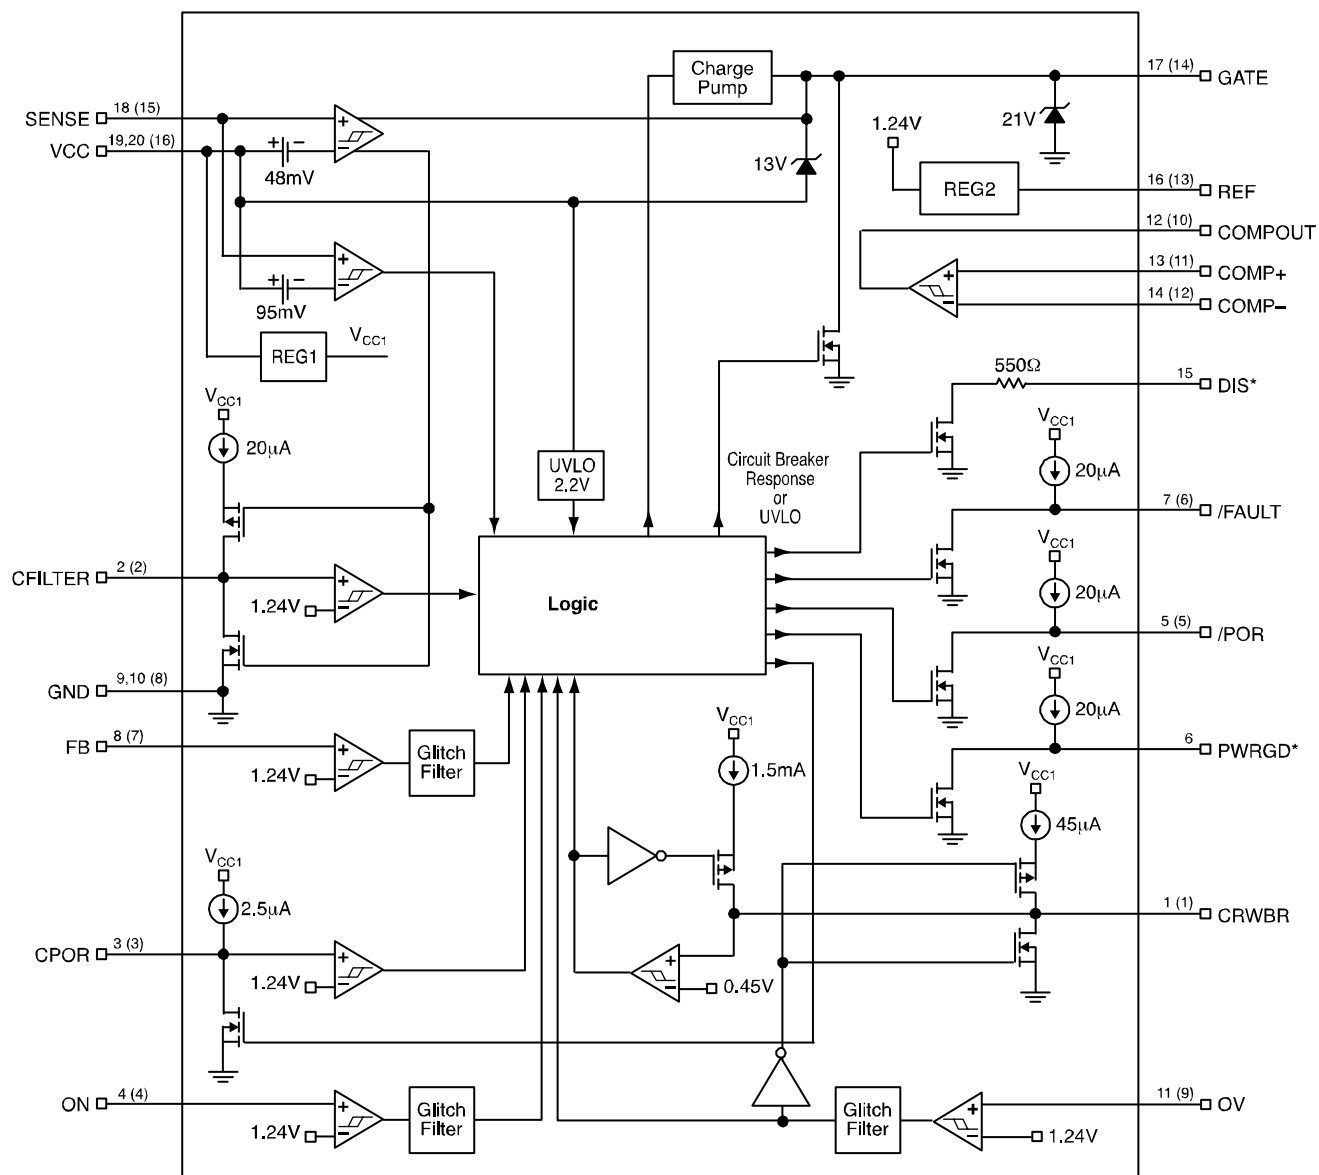 Charge
Pump
17 (14)
GATE
SENSE
18 (15)
+
−
21V
1.24V
VCC
19,20 (16)
+ −
48mV
13V
REG2
16 (13)
REF
12 (10)
COMPOUT
+
−
+ −
95mV
+
−
13 (11)
COMP+
14 (12)
COMP−
REG1
VCC1
550Ω
15
DIS*
VCC1
20µA
UVLO
2.2V
Circuit Breaker
Response
or
UVLO
VCC1
20µA
7 (6)
/FAULT
CFILTER
2 (2)
+
−
1.24V
Logic
VCC1
20µA
5 (5)
/POR
GND
9,10 (8)
VCC1
20µA
FB
8 (7)
+
−
1.24V
Glitch
Filter
VCC1
1.5mA
6
PWRGD*
VCC1
45µA
VCC1
2.5µA
1 (1)
CRWBR
CPOR
3 (3)
+
−
1.24V
+
−
0.45V
ON
4 (4)
+
−
1.24V
Glitch
Filter
Glitch
Filter
+
−
1.24V
11 (9)
OV